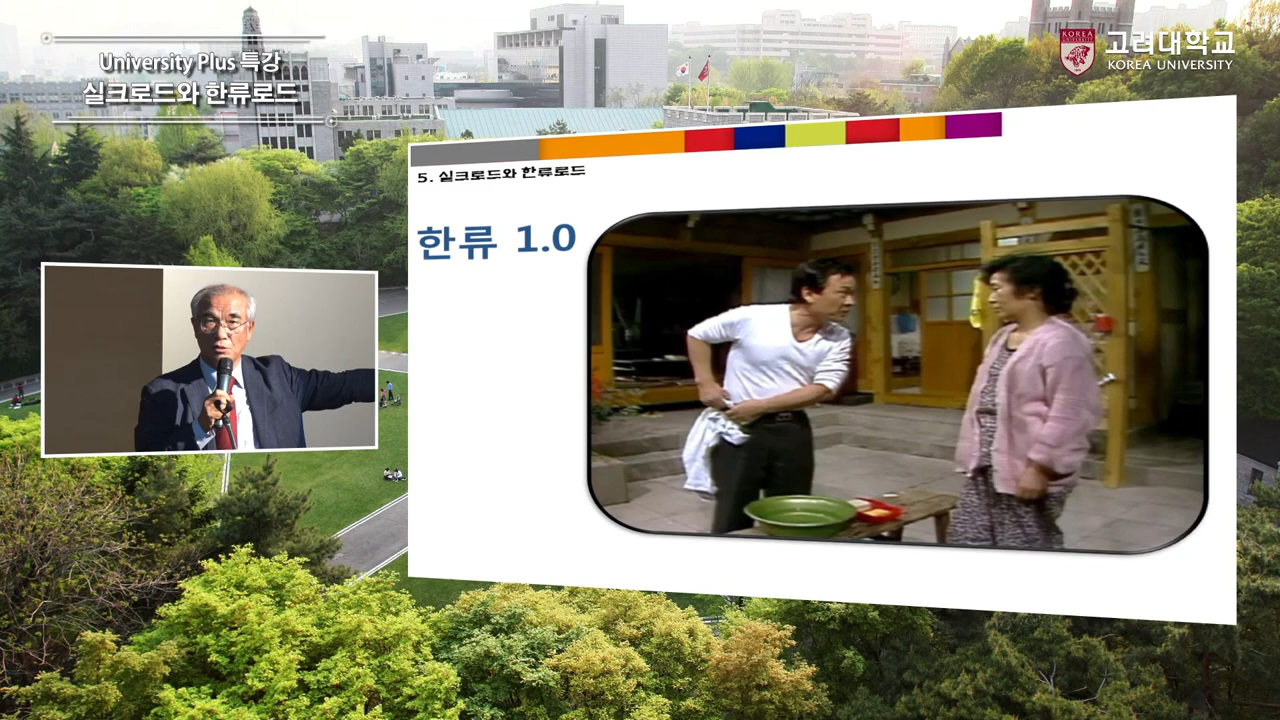 University Plus 특강
실크로드와 한류로드
KOREA
고려대학교
KOREA UNIVERSITY
5. 실크로드와 한류로드
한류 1.0